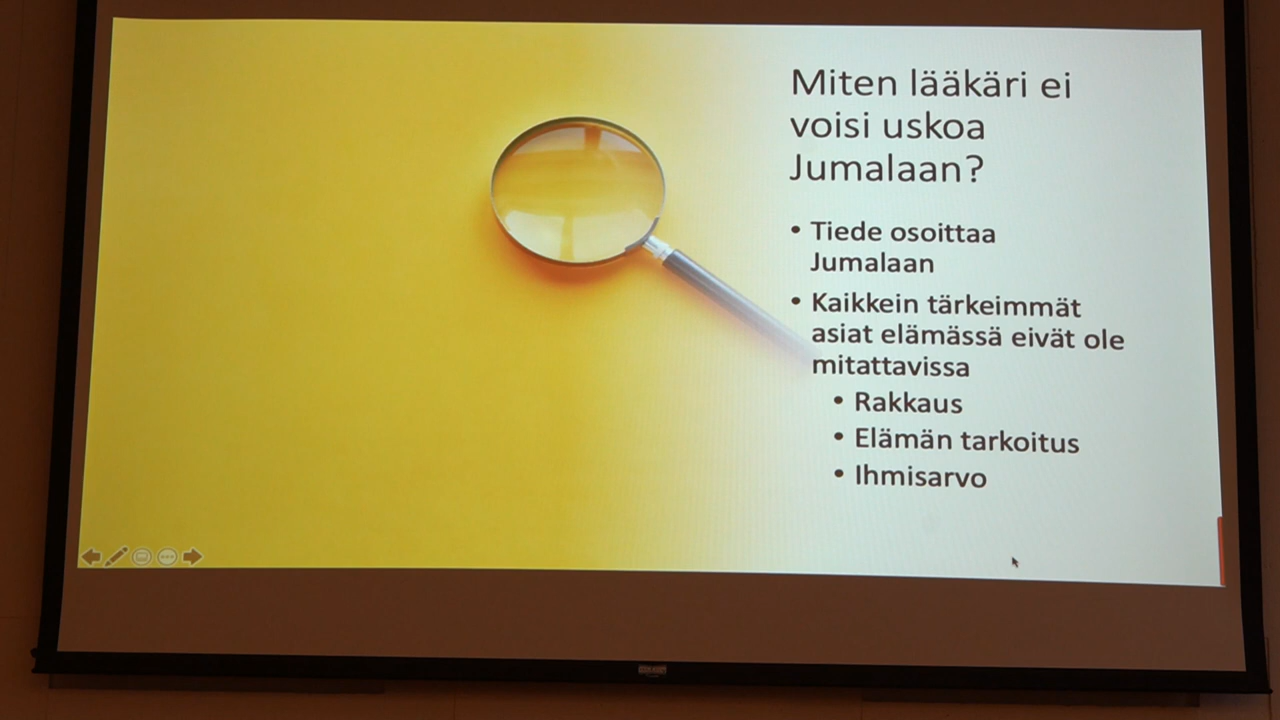 Miten lääkäri ei
voisi uskoa
Jumalaan?
• Tiede osoittaa
Jumalaan
• Kaikkein tärkeimmät
asiat elämässä eivät ole
mitattavissa
• Rakkaus
• Elämän tarkoitus
• Ihmisarvo